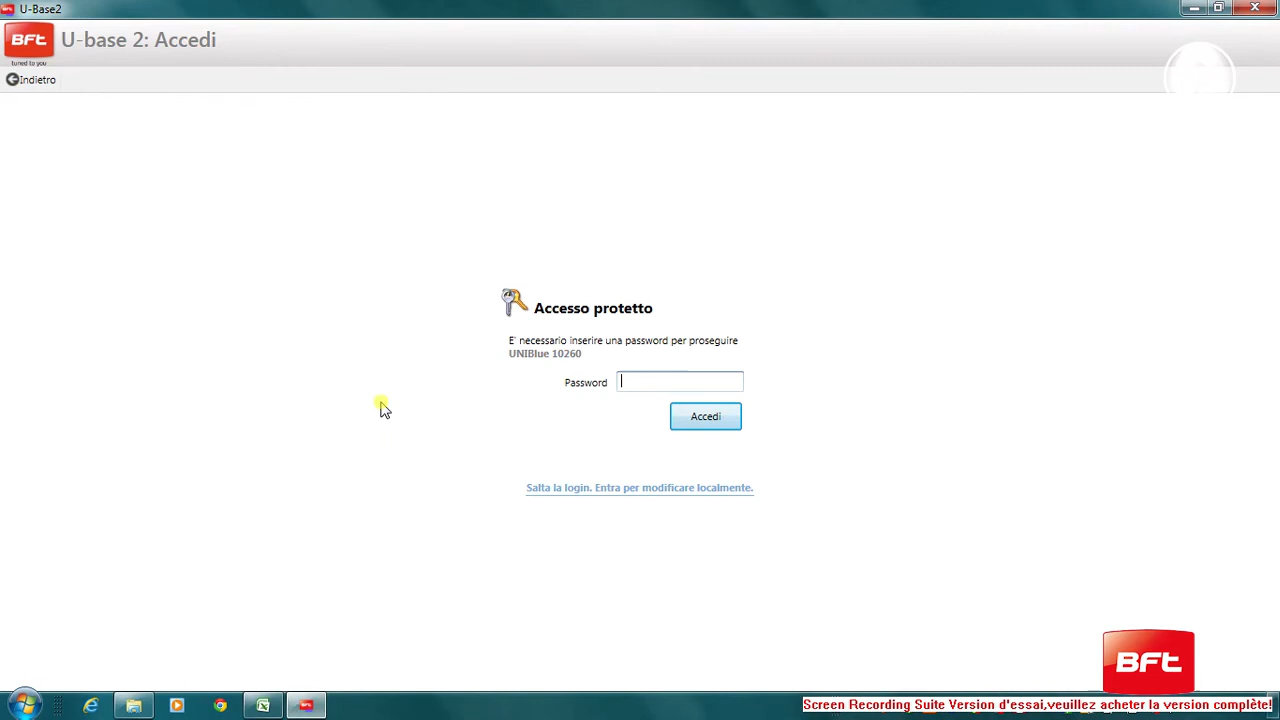 U-Base2
BFt
U-base 2: Accedi
tuned to you
Indietro
Accesso protetto
E' necessario inserire una password per proseguire
UNIBlue 10260
Password
Accedi
Salta la login. Entra per modificare localmente.
BFt
Screen Recording Suite Version d'essai,veuillez acheter la version complète!